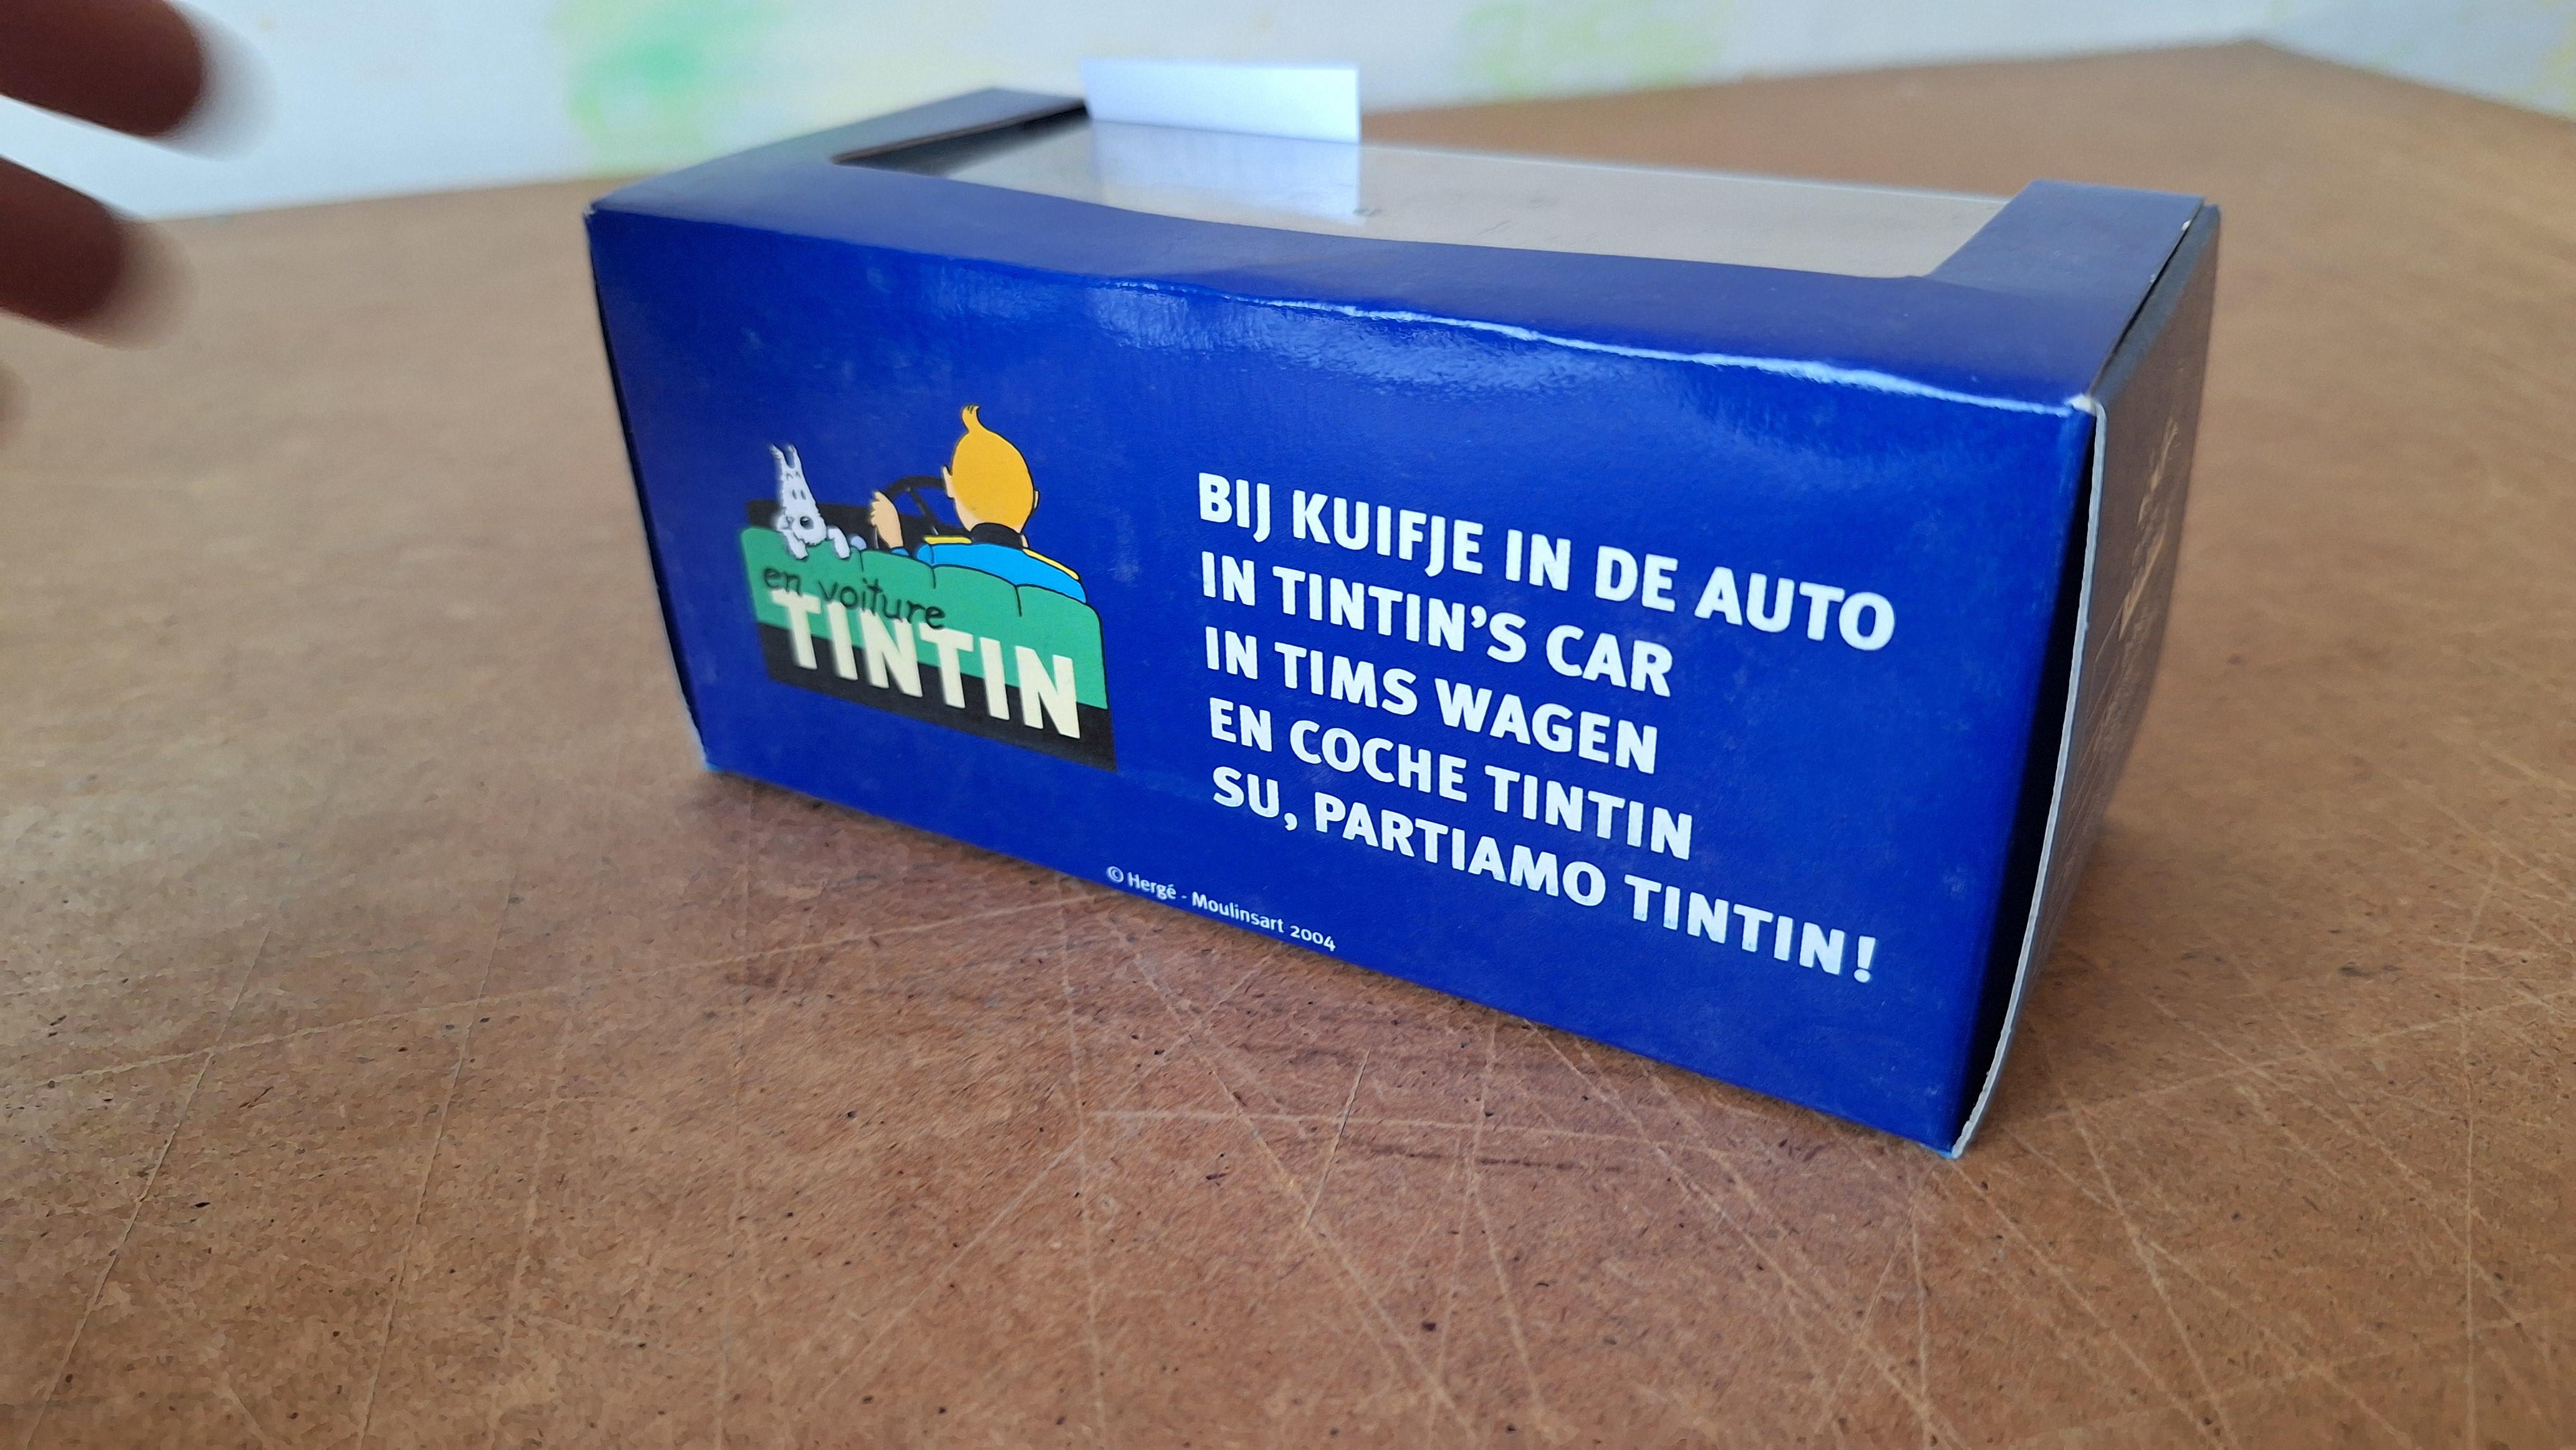 en voiture
TINTIN
BIJ KUIFJE IN DE AUTO
IN TINTIN'S CAR
IN TIMS WAGEN
EN COCHE TINTIN
SU, PARTIAMO TINTIN!
© Hergé - Moulinsart 2004